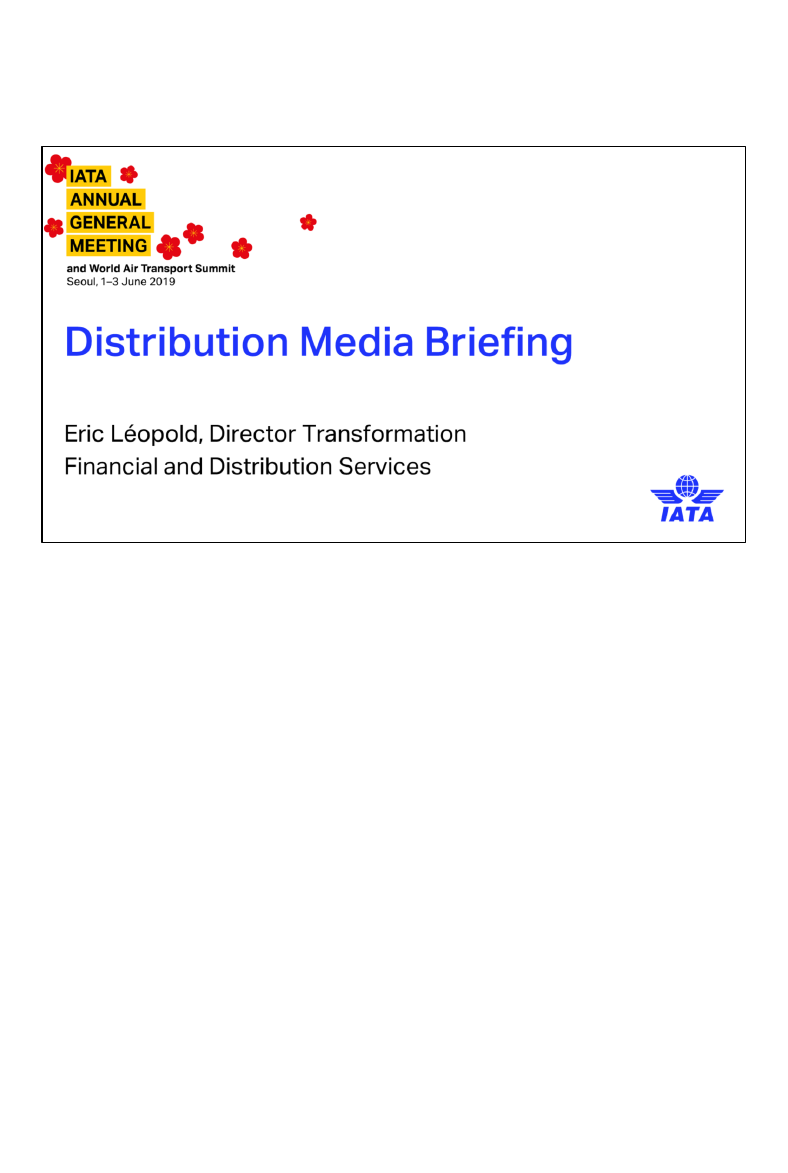 IATA
ANNUAL
GENERAL
MEETING
and World Air Transport Summit
Seoul, 1–3 June 2019
Distribution Media Briefing
Eric Léopold, Director Transformation
Financial and Distribution Services
IATA